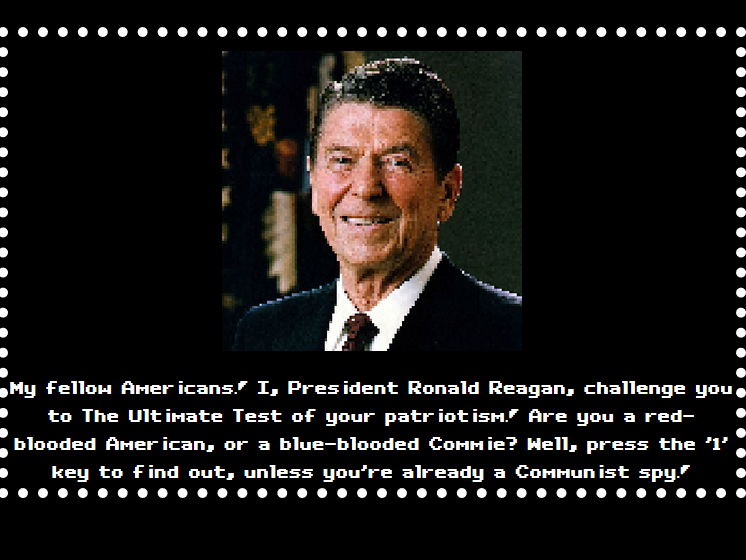 My fellow Americans! I, President Ronald Reagan, challenge you
to The Ultimate Test of your patriotism! Are you a red-
blooded American, or a blue-blooded Commie? Well, press the '1'
key to find out, unless you're already a Communist spy!